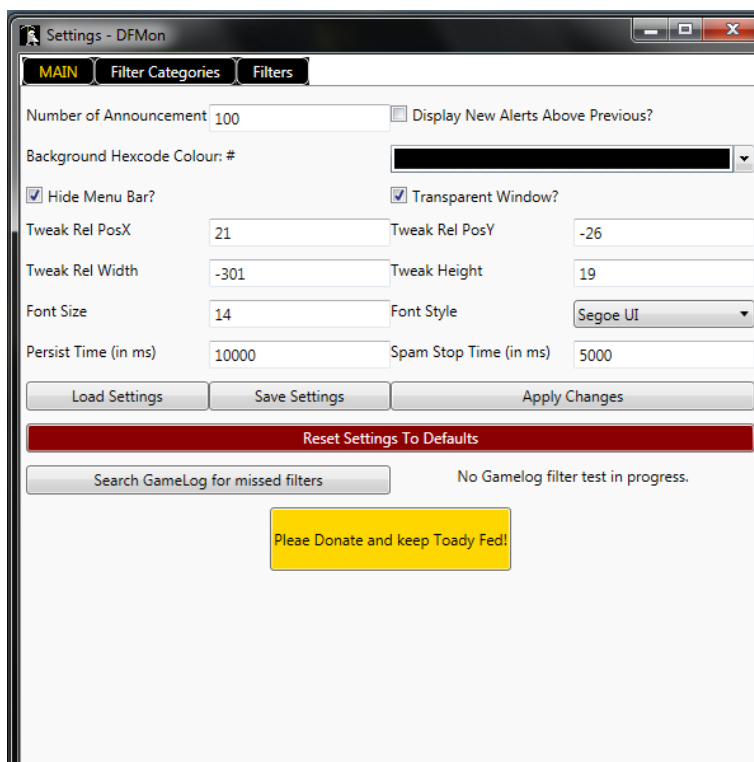 Settings - DFMon
MAIN Filter Categories Filters
Number of Announcement 100 Display New Alerts Above Previous?
Background Hexcode Colour: #
Hide Menu Bar? Transparent Window?
Tweak Rel PosX 21 Tweak Rel PosY -26
Tweak Rel Width -301 Tweak Height 19
Font Size 14 Font Style Segoe UI
Persist Time (in ms) 10000 Spam Stop Time (in ms) 5000
Load Settings Save Settings Apply Changes
Reset Settings To Defaults
Search GameLog for missed filters No Gamelog filter test in progress.
Pleae Donate and keep Toady Fed!